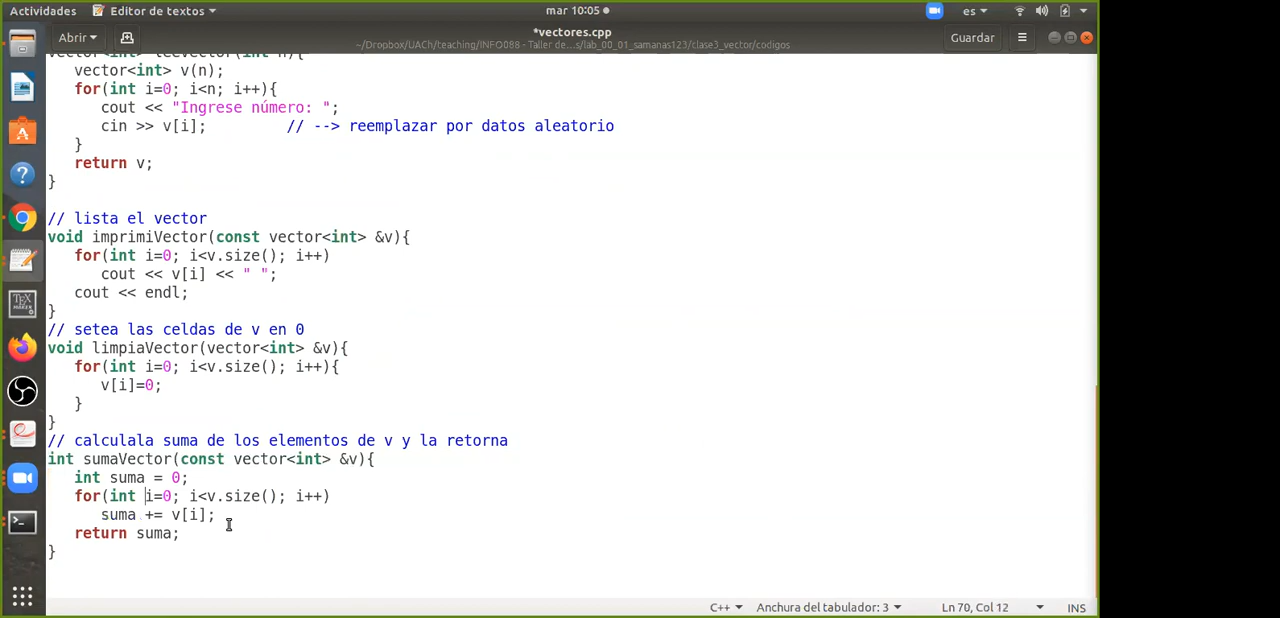 Actividades
Editor de textos
mar 10:05
es
Abrir
*vectores.cpp
~/Dropbox/UACh/teaching/INFO088 - Taller de…s/lab_00_01_samanas123/clase3_vector/codigos
Guardar
vector<int> v(n);
for(int i=0; i<n; i++){
cout << "Ingrese número: ";
cin >> v[i];          // --> reemplazar por datos aleatorio
}
return v;
}
// lista el vector
void imprimiVector(const vector<int> &v){
for(int i=0; i<v.size(); i++)
cout << v[i] << " ";
cout << endl;
}
// setea las celdas de v en 0
void limpiaVector(vector<int> &v){
for(int i=0; i<v.size(); i++){
v[i]=0;
}
}
// calculala suma de los elementos de v y la retorna
int sumaVector(const vector<int> &v){
int suma = 0;
for(int i=0; i<v.size(); i++)
suma += v[i];
return suma;
}
C++
Anchura del tabulador: 3
Ln 70, Col 12
INS